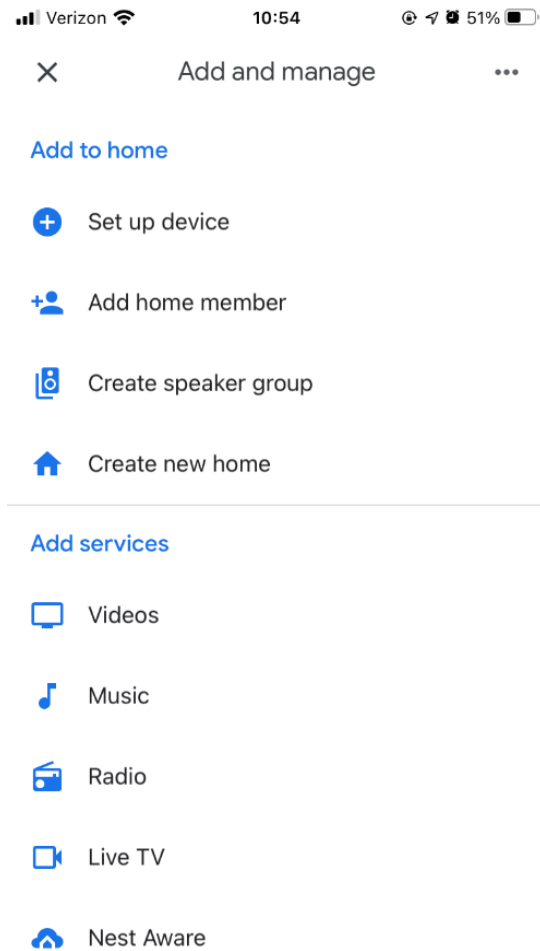 Verizon 10:54 51%
Add and manage
Add to home
Set up device
Add home member
Create speaker group
Create new home
Add services
Videos
Music
Radio
Live TV
Nest Aware